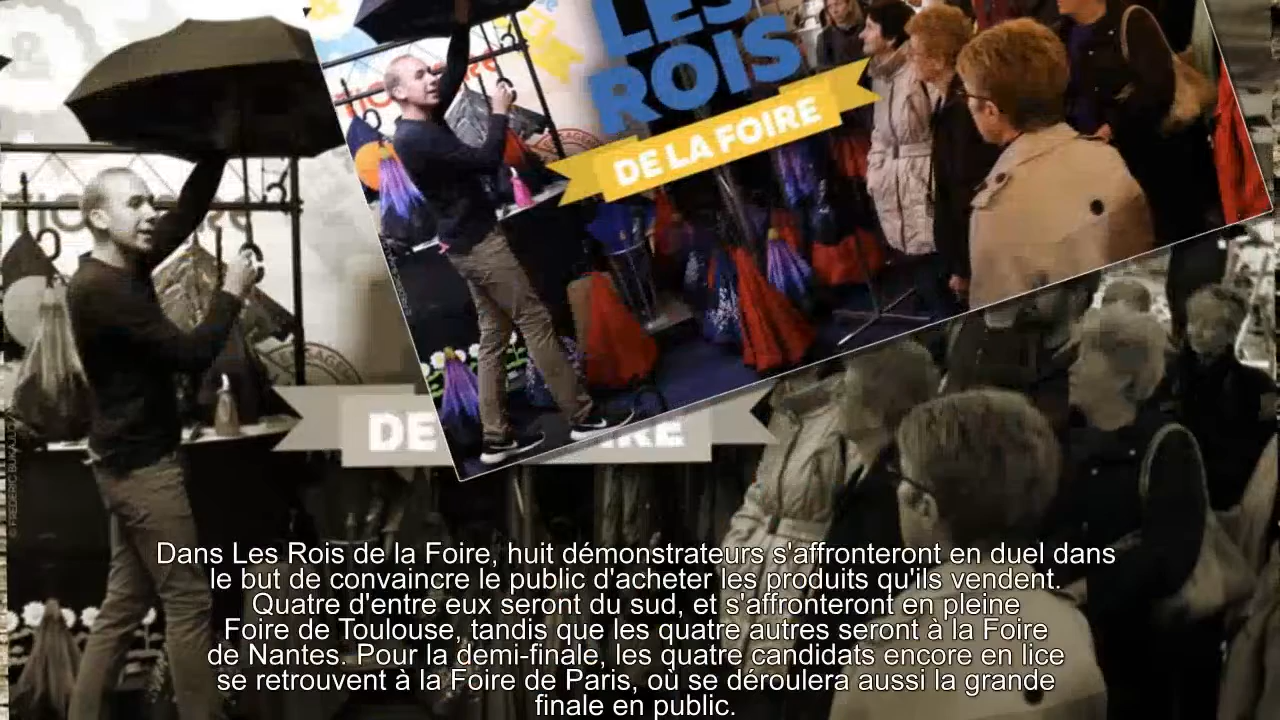 LES
ROIS
DE LA FOIRE
DE
IRE
Dans Les Rois de la Foire, huit démonstrateurs s'affronteront en duel dans
le but de convaincre le public d'acheter les produits qu'ils vendent.
Quatre d'entre eux seront du sud, et s'affronteront en pleine
Foire de Toulouse, tandis que les quatre autres seront à la Foire
de Nantes. Pour la demi-finale, les quatre candidats encore en lice
se retrouvent à la Foire de Paris, où se déroulera aussi la grande
finale en public.